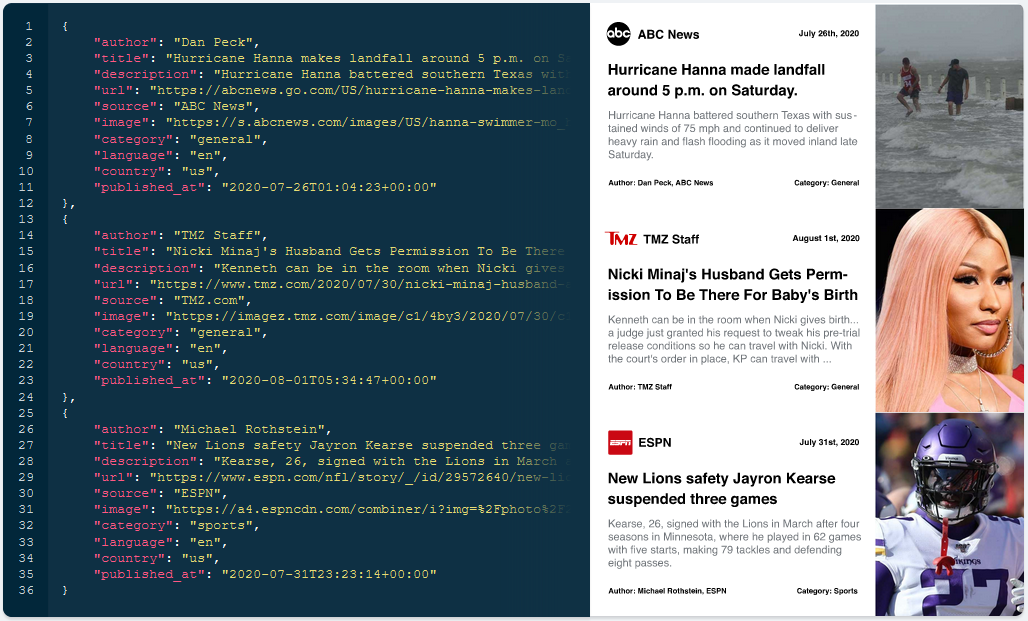 1 {
2 "author": "Dan Peck",
3 "title": "Hurricane Hanna makes landfall around 5 p.m. on S
4 "description": "Hurricane Hanna battered southern Texas with
5 "url": "https://abcnews.go.com/US/hurricane-hanna-makes-lan
6 "source": "ABC News",
7 "image": "https://s.abcnews.com/images/US/hanna-swimmer-mo_
8 "category": "general",
9 "language": "en",
10 "country": "us",
11 "published_at": "2020-07-26T01:04:23+00:00"
12 },
13 {
14 "author": "TMZ Staff",
15 "title": "Nicki Minaj's Husband Gets Permission To Be There
16 "description": "Kenneth can be in the room when Nicki gives
17 "url": "https://www.tmz.com/2020/07/30/nicki-minaj-husband-
18 "source": "TMZ.com",
19 "image": "https://imagez.tmz.com/image/c1/4by3/2020/07/30/c
20 "category": "general",
21 "language": "en",
22 "country": "us",
23 "published_at": "2020-08-01T05:34:47+00:00"
24 },
25 {
26 "author": "Michael Rothstein",
27 "title": "New Lions safety Jayron Kearse suspended three ga
28 "description": "Kearse, 26, signed with the Lions in March
29 "url": "https://www.espn.com/nfl/story/_/id/29572640/new-li
30 "source": "ESPN",
31 "image": "https://a4.espncdn.com/combiner/i?img=%2Fphoto%2F
32 "category": "sports",
33 "language": "en",
34 "country": "us",
35 "published_at": "2020-07-31T23:23:14+00:00"
36 }
abc ABC News July 26th, 2020
Hurricane Hanna made landfall
around 5 p.m. on Saturday.
Hurricane Hanna battered southern Texas with sus-
tained winds of 75 mph and continued to deliver
heavy rain and flash flooding as it moved inland late
Saturday.
Author: Dan Peck, ABC News Category: General
TMZ TMZ Staff August 1st, 2020
Nicki Minaj's Husband Gets Perm-
ission To Be There For Baby's Birth
Kenneth can be in the room when Nicki gives birth...
a judge just granted his request to tweak his pre-trial
release conditions so he can travel with Nicki. With
the court's order in place, KP can travel with ...
Author: TMZ Staff Category: General
ESPN ESPN July 31st, 2020
New Lions safety Jayron Kearse
suspended three games
Kearse, 26, signed with the Lions in March after four
seasons in Minnesota, where he played in 62 games
with five starts, making 79 tackles and defending
eight passes.
Author: Michael Rothstein, ESPN Category: Sports
VIKINGS
27